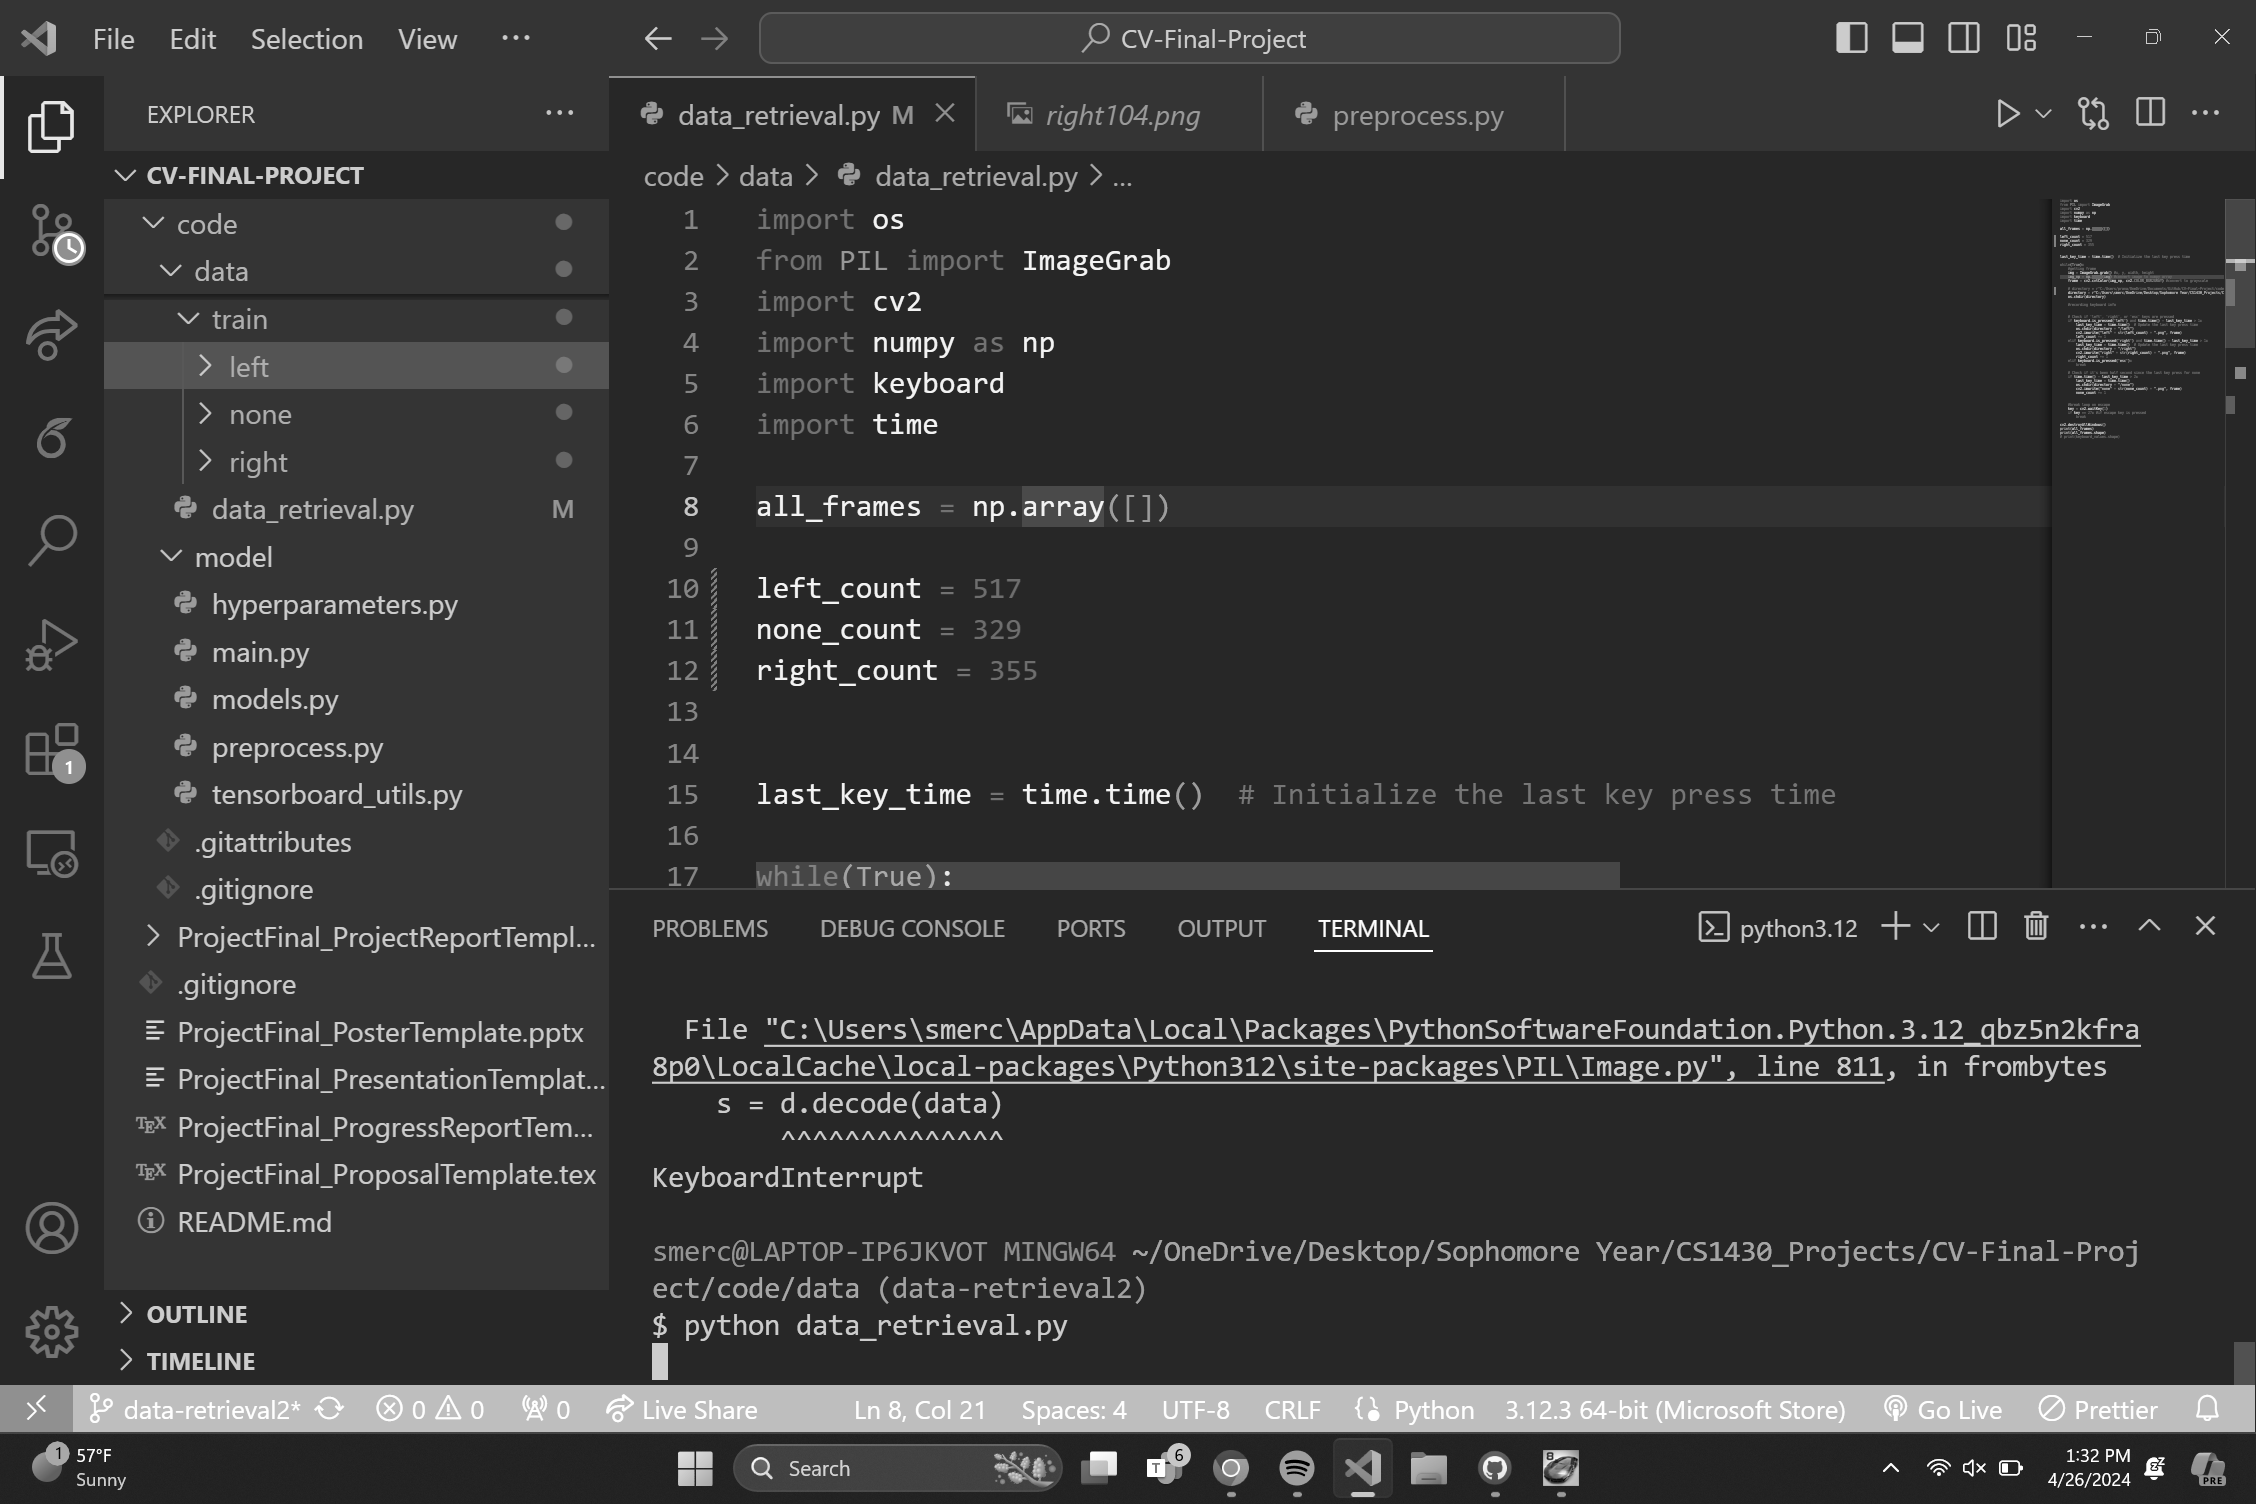 File Edit Selection View ...
CV-Final-Project
EXPLORER ...
CV-FINAL-PROJECT
code
data
train
left
none
right
data_retrieval.py M
model
hyperparameters.py
main.py
models.py
preprocess.py
tensorboard_utils.py
.gitattributes
.gitignore
ProjectFinal_ProjectReportTempl...
.gitignore
ProjectFinal_PosterTemplate.pptx
ProjectFinal_PresentationTemplat...
TEX ProjectFinal_ProgressReportTem...
TEX ProjectFinal_ProposalTemplate.tex
README.md
OUTLINE
TIMELINE
1
data_retrieval.py M right104.png preprocess.py
code > data > data_retrieval.py > ...
1 import os
2 from PIL import ImageGrab
3 import cv2
4 import numpy as np
5 import keyboard
6 import time
7
8 all_frames = np.array([])
9
10 left_count = 517
11 none_count = 329
12 right_count = 355
13
14
15 last_key_time = time.time() # Initialize the last key press time
16
17 while(True):
PROBLEMS DEBUG CONSOLE PORTS OUTPUT TERMINAL python3.12
File "C:\Users\smerc\AppData\Local\Packages\PythonSoftwareFoundation.Python.3.12_qbz5n2kfra
8p0\LocalCache\local-packages\Python312\site-packages\PIL\Image.py", line 811, in frombytes
s = d.decode(data)
^^^^^^^^^^^^^^
KeyboardInterrupt
smerc@LAPTOP-IP6JKVOT MINGW64 ~/OneDrive/Desktop/Sophomore Year/CS1430_Projects/CV-Final-Proj
ect/code/data (data-retrieval2)
$ python data_retrieval.py
data-retrieval2* 0 0 0 Live Share Ln 8, Col 21 Spaces: 4 UTF-8 CRLF Python 3.12.3 64-bit (Microsoft Store) Go Live Prettier
1 57°F
Sunny
Search
T 6
1:32 PM
4/26/2024
PRE